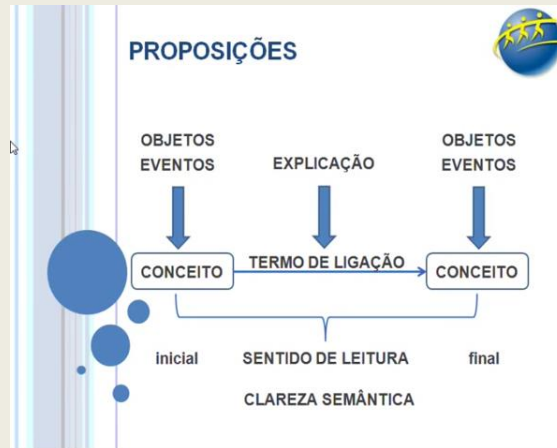 PROPOSIÇÕES
OBJETOS
EVENTOS
EXPLICAÇÃO
OBJETOS
EVENTOS
CONCEITO
TERMO DE LIGAÇÃO
CONCEITO
inicial
SENTIDO DE LEITURA
final
CLAREZA SEMÂNTICA